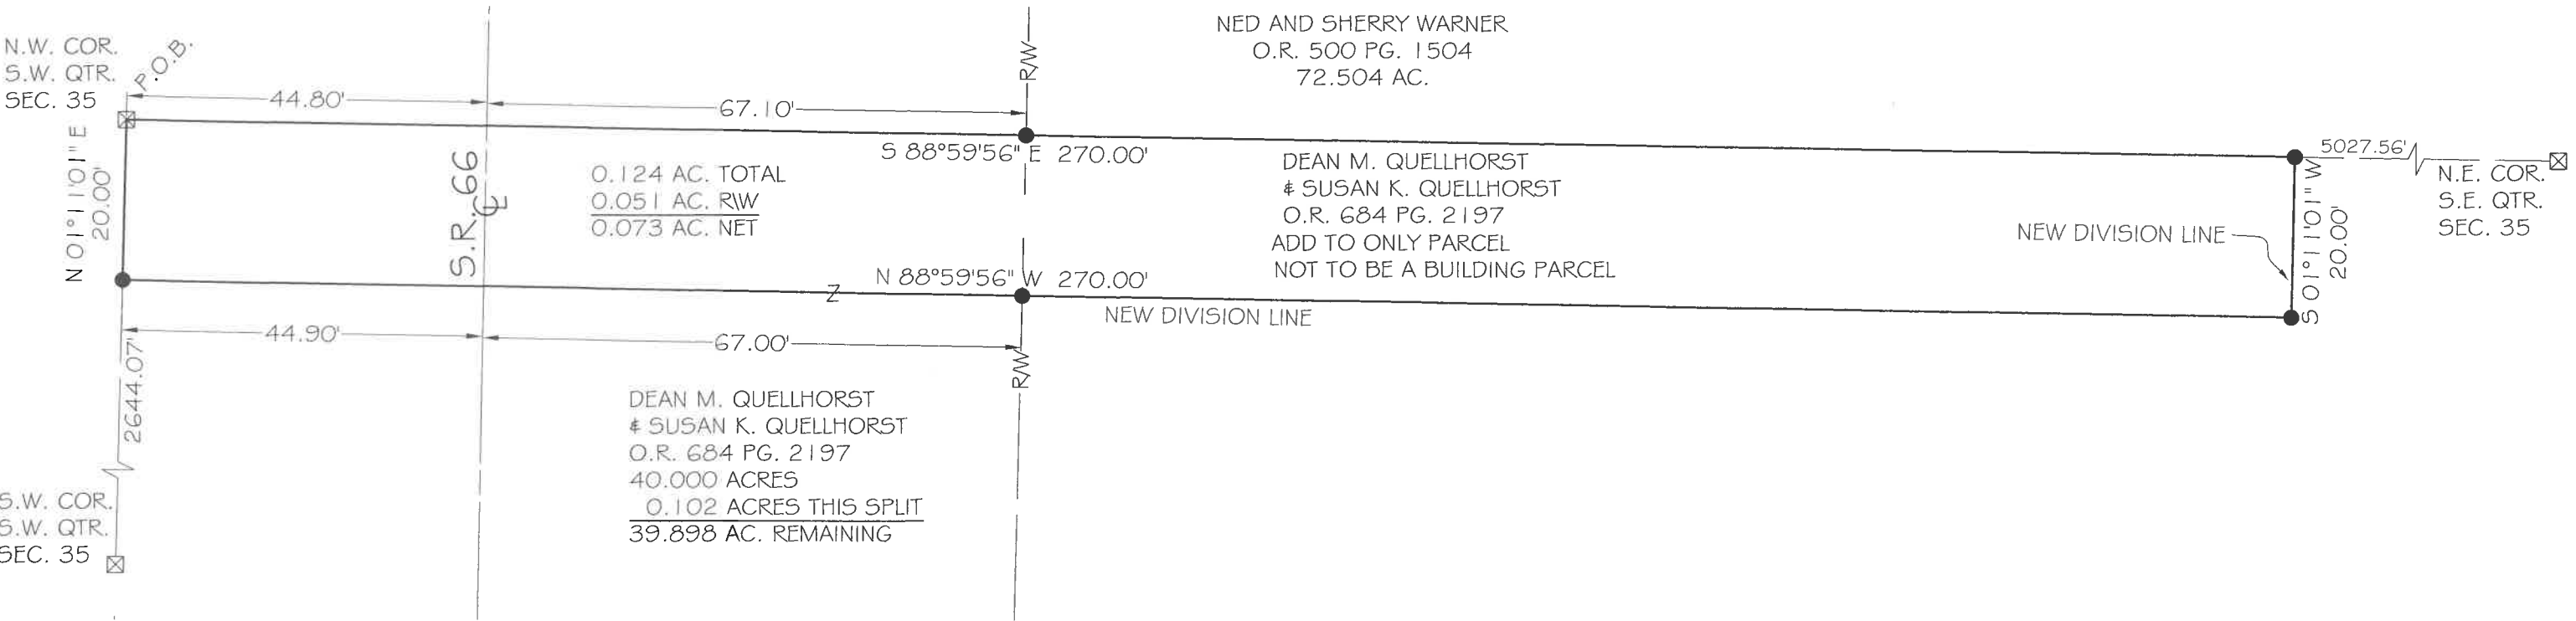 N.W. COR.
S.W. QTR.
SEC. 35
P.O.B.
44.80'
67.10'
R/W
NED AND SHERRY WARNER
O.R. 500 PG. 1504
72.504 AC.
N 01°11'01" E
20.00'
S.R. 66
℄
0.124 AC. TOTAL
0.051 AC. R\W
0.073 AC. NET
S 88°59'56" E 270.00'
DEAN M. QUELLHORST
& SUSAN K. QUELLHORST
O.R. 684 PG. 2197
ADD TO ONLY PARCEL
NOT TO BE A BUILDING PARCEL
5027.56'
N.E. COR.
S.E. QTR.
SEC. 35
NEW DIVISION LINE
S 01°11'01" W
20.00'
N 88°59'56" W 270.00'
Z
NEW DIVISION LINE
44.90'
67.00'
R/W
2644.07'
DEAN M. QUELLHORST
& SUSAN K. QUELLHORST
O.R. 684 PG. 2197
40.000 ACRES
0.102 ACRES THIS SPLIT
39.898 AC. REMAINING
S.W. COR.
S.W. QTR.
SEC. 35